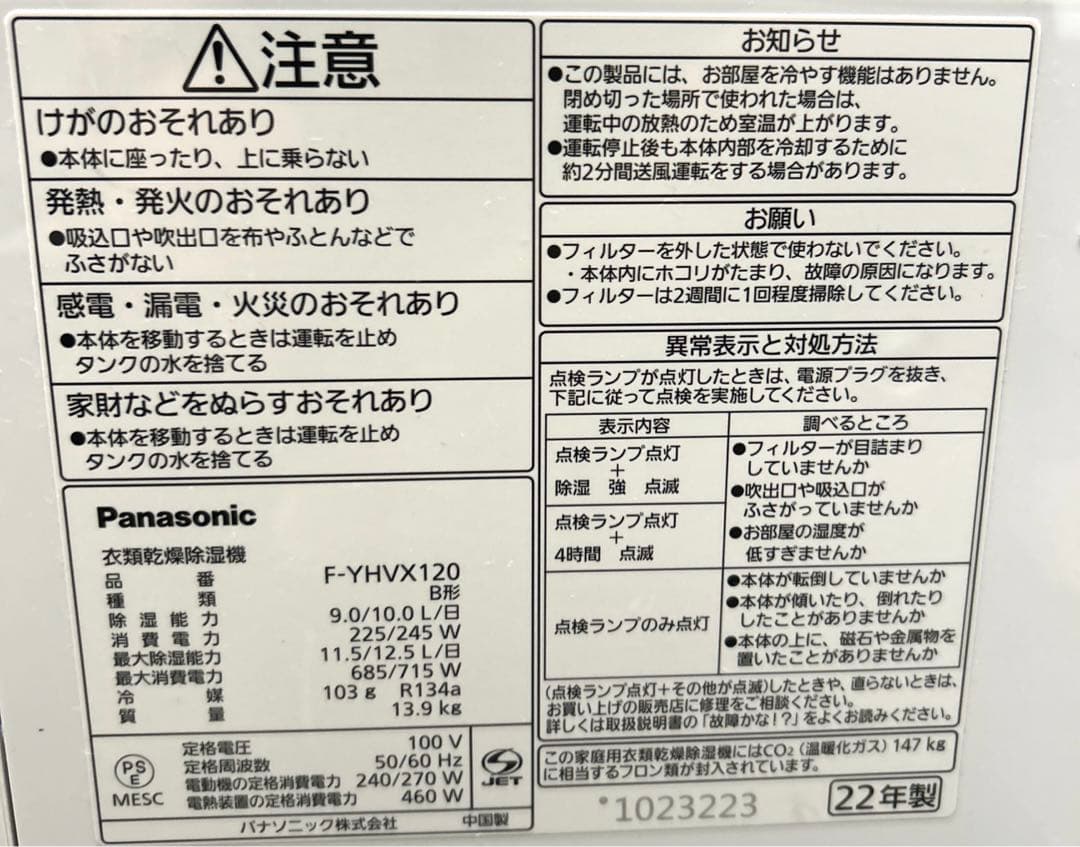 注意
けがのおそれあり
●本体に座ったり、上に乗らない
発熱・発火のおそれあり
●吸込口や吹出口を布やふとんなどで
ふさがない
感電・漏電・火災のおそれあり
●本体を移動するときは運転を止め
タンクの水を捨てる
家財などをぬらすおそれあり
●本体を移動するときは運転を止め
タンクの水を捨てる
Panasonic
衣類乾燥除湿機
品番 F-YHVX120
種類 B形
除湿能力 9.0/10.0 L/日
消費電力 225/245 W
最大除湿能力 11.5/12.5 L/日
最大消費電力 685/715 W
冷媒 103 g R134a
質量 13.9 kg
PS
E
MESC
定格電圧 100 V
定格周波数 50/60 Hz
電動機の定格消費電力 240/270 W
電熱装置の定格消費電力 460 W
S
JET
パナソニック株式会社 中国製
お知らせ
●この製品には、お部屋を冷やす機能はありません。
閉め切った場所で使われた場合は、
運転中の放熱のため室温が上がります。
●運転停止後も本体内部を冷却するために
約2分間送風運転をする場合があります。
お願い
●フィルターを外した状態で使わないでください。
・本体内にホコリがたまり、故障の原因になります。
●フィルターは2週間に1回程度掃除してください。
異常表示と対処方法
点検ランプが点灯したときは、電源プラグを抜き、
下記に従って点検を実施してください。
表示内容 調べるところ
点検ランプ点灯
+
除湿 強 点滅
点検ランプ点灯
+
4時間 点滅
●フィルターが目詰まり
していませんか
●吹出口や吸込口が
ふさがっていませんか
●お部屋の湿度が
低すぎませんか
点検ランプのみ点灯
●本体が転倒していませんか
●本体が傾いたり、倒れたり
したことがありませんか
●本体の上に、磁石や金属物を
置いたことがありませんか
(点検ランプ点灯+その他が点滅)したときや、直らないときは、
お買い上げの販売店に修理をご相談ください。
詳しくは取扱説明書の「故障かな!?」をよくお読みください。
この家庭用衣類乾燥除湿機にはCO2 (温暖化ガス) 147 kg
に相当するフロン類が封入されています。
*1023223
22年製